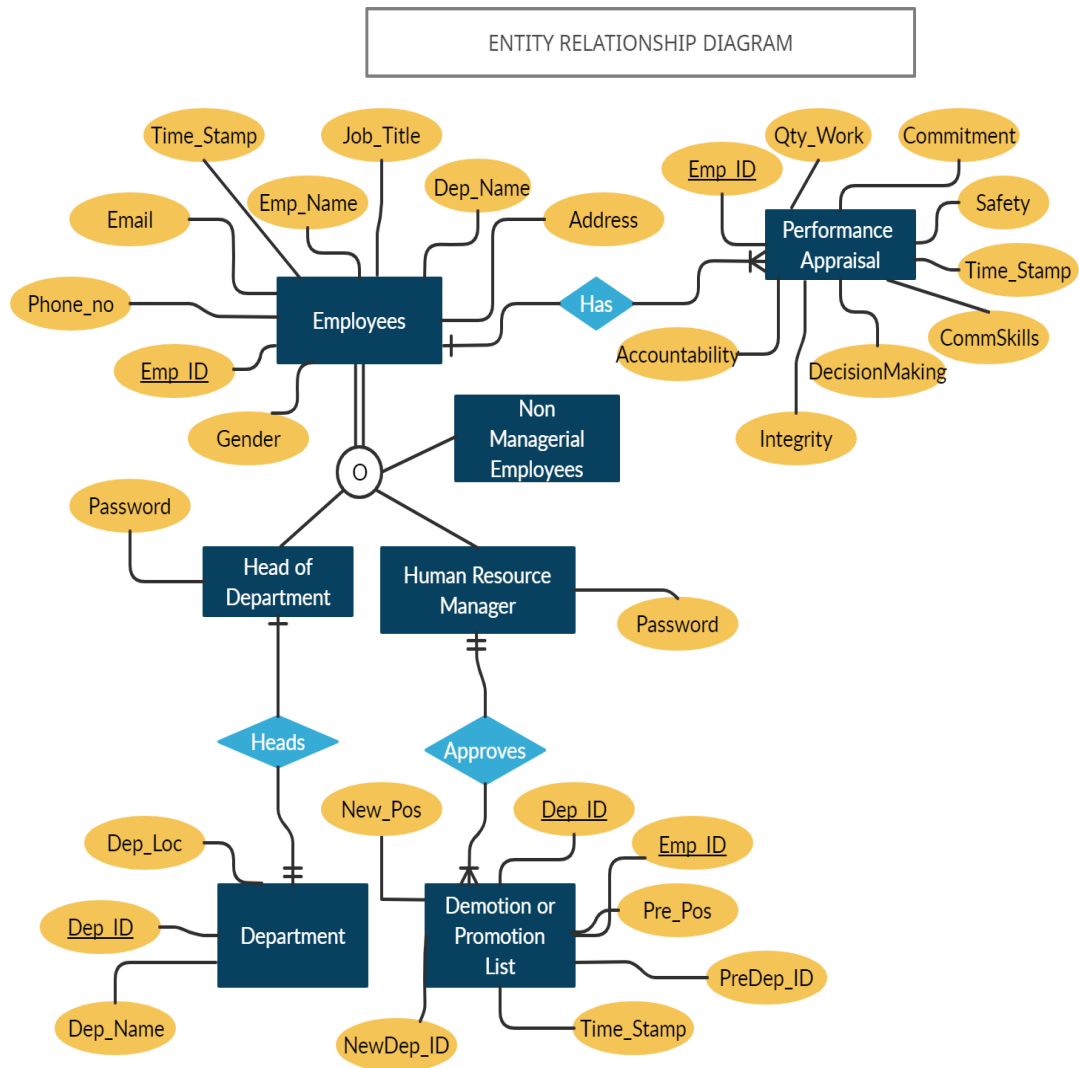 ENTITY RELATIONSHIP DIAGRAM
Time_Stamp
Job_Title
Qty_Work
Commitment
Emp_ID
Emp_Name
Dep_Name
Safety
Email
Address
Performance
Appraisal
Time_Stamp
Phone_no
Employees
Has
CommSkills
Accountability
Emp_ID
DecisionMaking
Gender
Integrity
Non
Managerial
Employees
O
Password
Head of
Department
Human Resource
Manager
Password
Heads
Approves
New_Pos
Dep_ID
Dep_Loc
Emp_ID
Pre_Pos
Dep_ID
Department
Demotion or
Promotion
List
PreDep_ID
Dep_Name
NewDep_ID
Time_Stamp